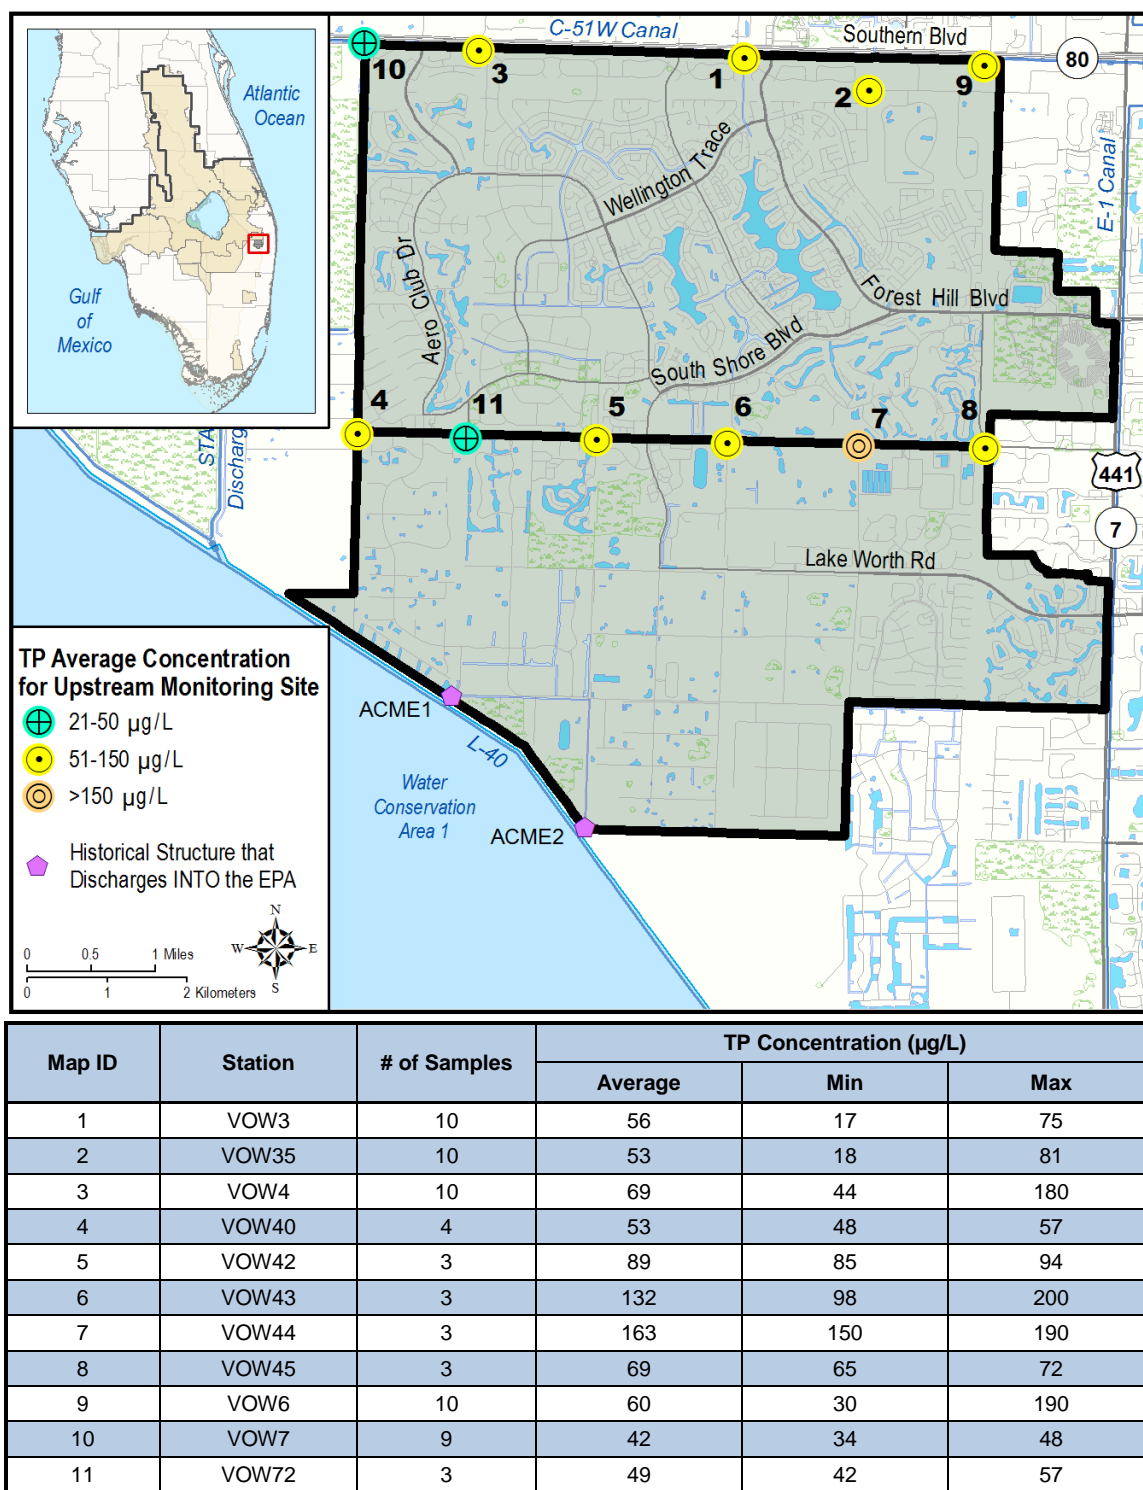 C-51W Canal
Southern Blvd
80
10
3
1
2
9
Atlantic
Ocean
Gulf
of
Mexico
E-1 Canal
Wellington Trace
Aero Club Dr
Forest Hill Blvd
South Shore Blvd
4
11
5
6
7
8
STA
Discharg
441
7
Lake Worth Rd
TP Average Concentration
for Upstream Monitoring Site
21-50 µg/L
51-150 µg/L
>150 µg/L
Historical Structure that
Discharges INTO the EPA
N
W E
S
0 0.5 1 Miles
0 1 2 Kilometers
ACME1
L-40
Water
Conservation
Area 1
ACME2
Map ID Station # of Samples TP Concentration (µg/L)
Average Min Max
1 VOW3 10 56 17 75
2 VOW35 10 53 18 81
3 VOW4 10 69 44 180
4 VOW40 4 53 48 57
5 VOW42 3 89 85 94
6 VOW43 3 132 98 200
7 VOW44 3 163 150 190
8 VOW45 3 69 65 72
9 VOW6 10 60 30 190
10 VOW7 9 42 34 48
11 VOW72 3 49 42 57